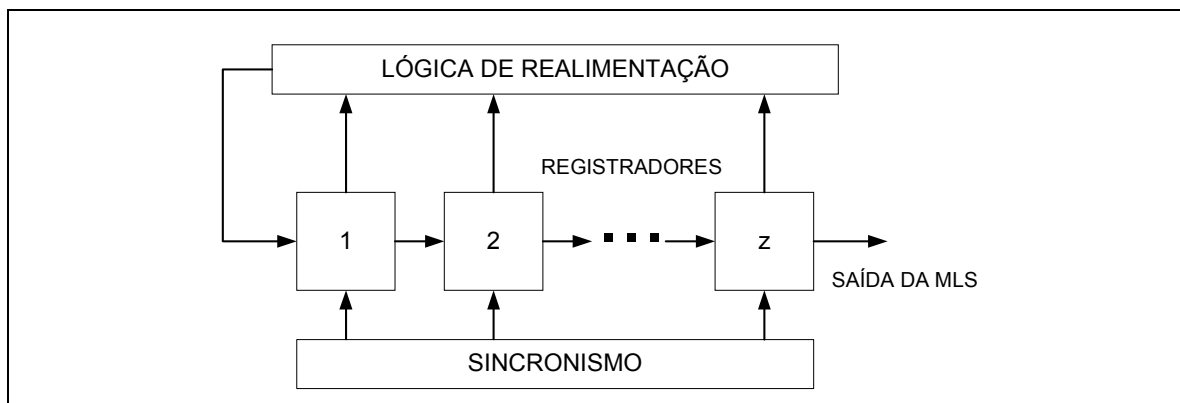 LÓGICA DE REALIMENTAÇÃO
REGISTRADORES
1
2
z
SAÍDA DA MLS
SINCRONISMO